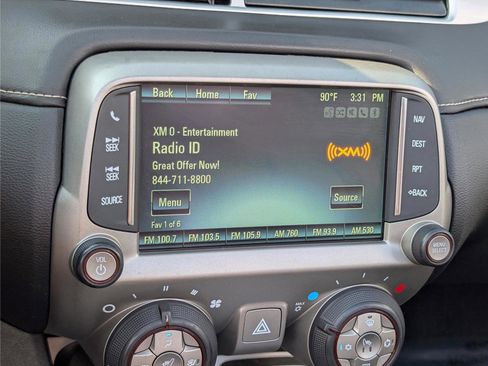 Back Home Fav 90°F 3:31 PM
XM 0 - Entertainment
Radio ID
((XM))
Great Offer Now!
844-711-8800
Menu
Source
Fav 1 of 6
FM 100.7 FM 103.5 FM 105.9 AM 760 FM 93.9 AM 530
SEEK
SEEK
SOURCE
NAV
DEST
RPT
BACK
VOL
MENU
SELECT
MAX